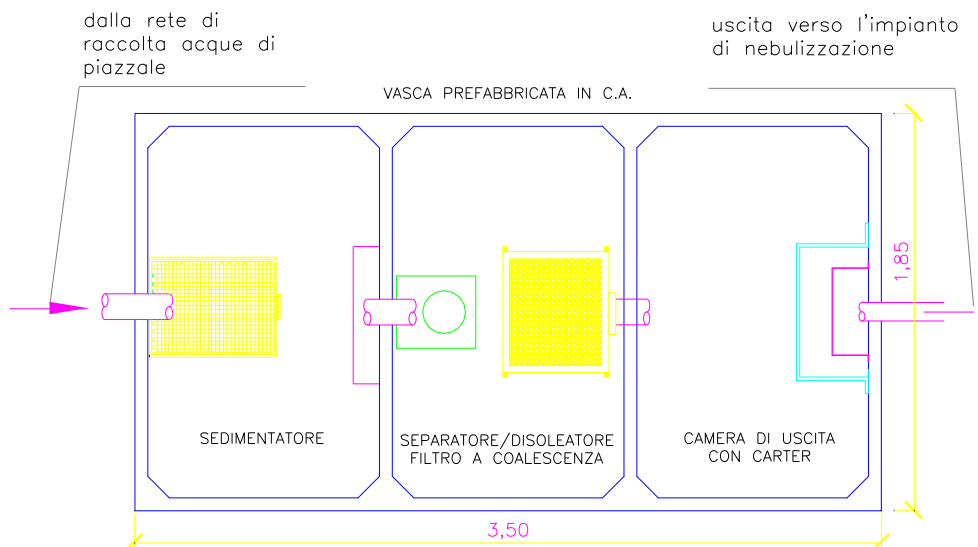 dalla rete di
raccolta acque di
piazzale
uscita verso l'impianto
di nebulizzazione
VASCA PREFABBRICATA IN C.A.
1,85
SEDIMENTATORE
SEPARATORE/DISOLEATORE
FILTRO A COALESCENZA
CAMERA DI USCITA
CON CARTER
3,50